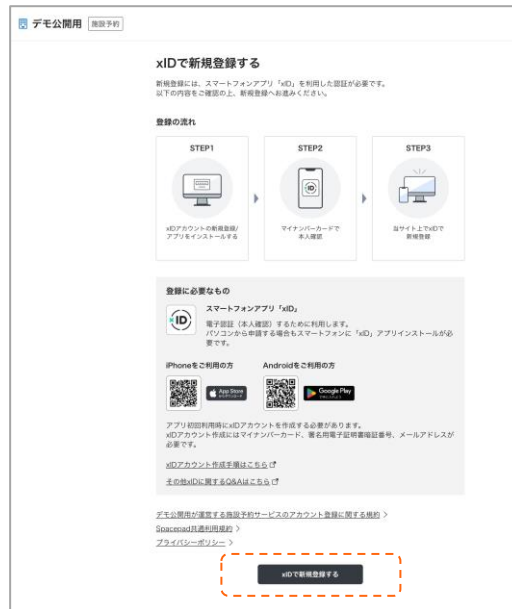 デモ公開用 施設予約
xIDで新規登録する
新規登録には、スマートフォンアプリ「xID」を利用した認証が必要です。
以下の内容をご確認の上、新規登録へお進みください。
登録の流れ
STEP1
xIDアカウントの新規登録/
アプリをインストールする
STEP2
マイナンバーカードで
本人確認
STEP3
当サイト上でxIDで
新規登録
登録に必要なもの
スマートフォンアプリ「xID」
電子認証（本人確認）するために利用します。
パソコンから申請する場合もスマートフォンに「xID」アプリインストールが必
要です。
iPhoneをご利用の方
Androidをご利用の方
App Store
Google Play
アプリ初回利用時にxIDアカウントを作成する必要があります。
xIDアカウント作成にはマイナンバーカード、署名用電子証明書暗証番号、メールアドレスが
必要です。
xIDアカウント作成手順はこちら
その他xIDに関するQ&Aはこちら
デモ公開用が運営する施設予約サービスのアカウント登録に関する規約
Spacepad共通利用規約
プライバシーポリシー
xIDで新規登録する